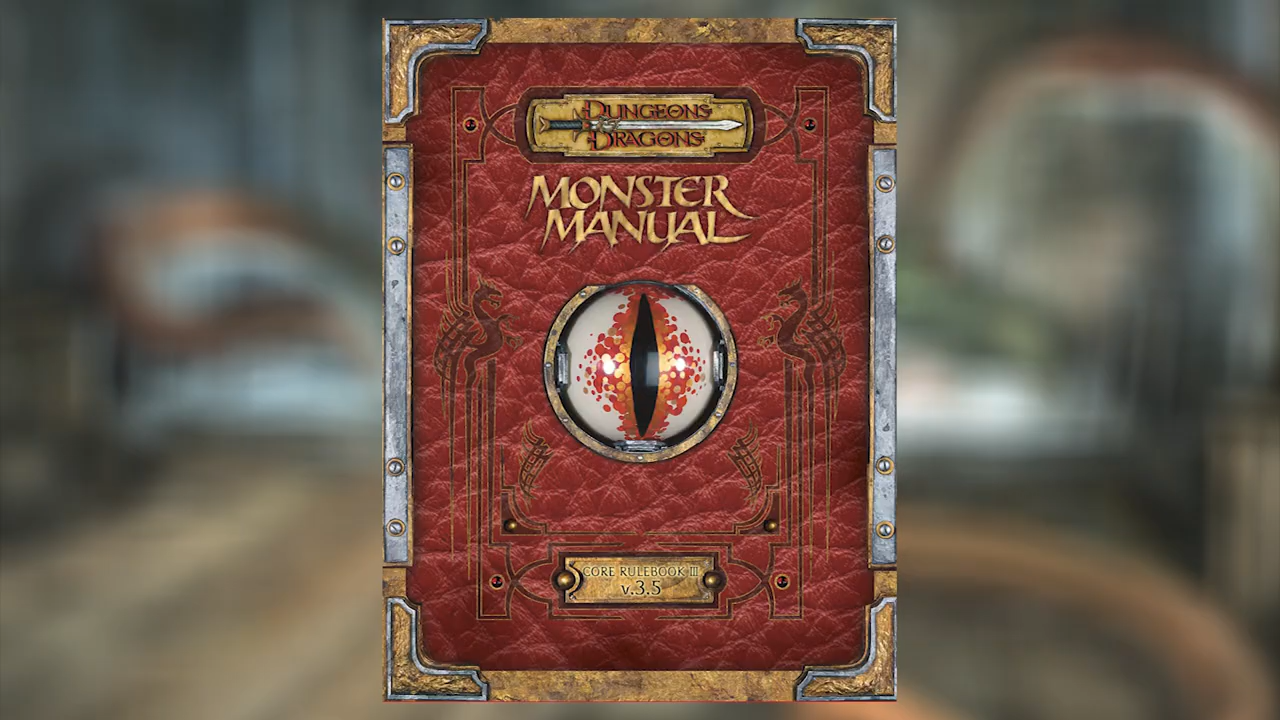 DUNGEONS
DRAGONS
MONSTER
MANUAL
CORE RULEBOOK III
v.3.5